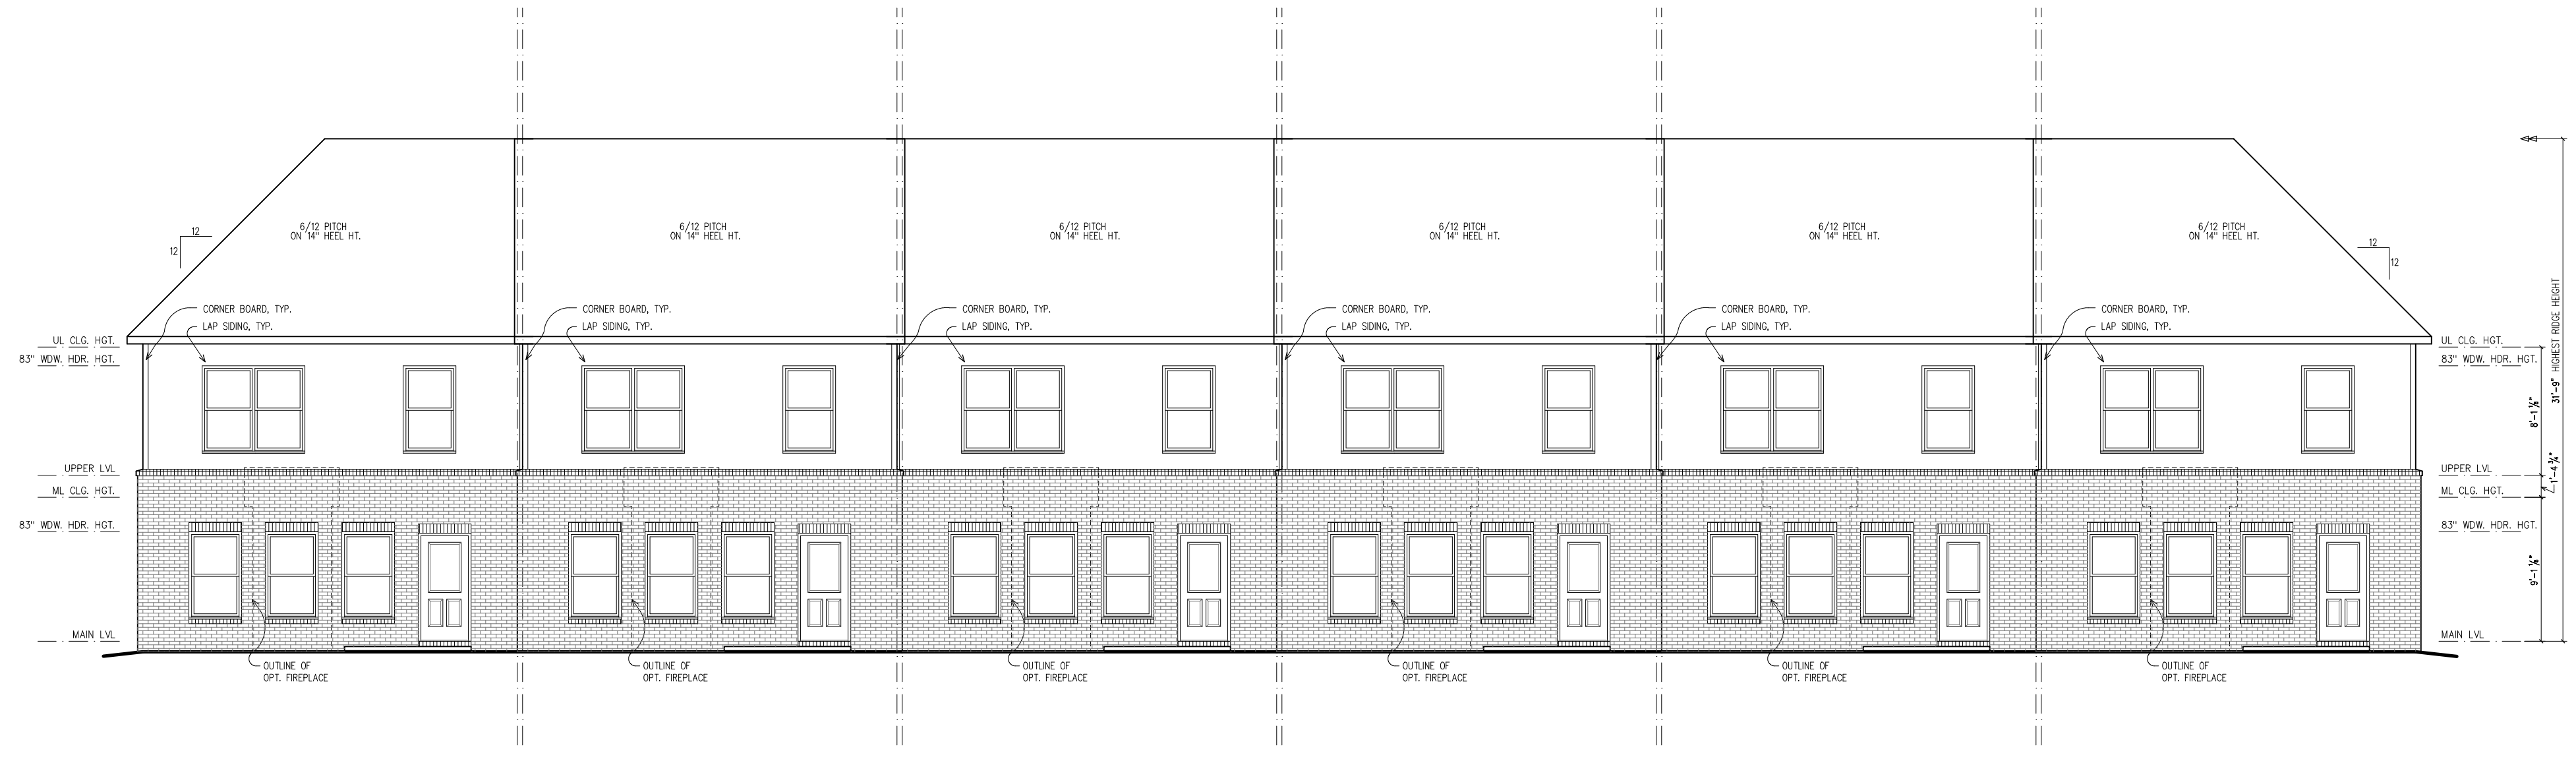 6/12 PITCH
ON 14" HEEL HT.
6/12 PITCH
ON 14" HEEL HT.
6/12 PITCH
ON 14" HEEL HT.
6/12 PITCH
ON 14" HEEL HT.
6/12 PITCH
ON 14" HEEL HT.
6/12 PITCH
ON 14" HEEL HT.
12
12
12
12
CORNER BOARD, TYP.
LAP SIDING, TYP.
CORNER BOARD, TYP.
LAP SIDING, TYP.
CORNER BOARD, TYP.
LAP SIDING, TYP.
CORNER BOARD, TYP.
LAP SIDING, TYP.
CORNER BOARD, TYP.
LAP SIDING, TYP.
CORNER BOARD, TYP.
LAP SIDING, TYP.
UL CLG. HGT.
83" WDW. HDR. HGT.
UPPER LVL
ML CLG. HGT.
83" WDW. HDR. HGT.
MAIN LVL
UL CLG. HGT.
83" WDW. HDR. HGT.
UPPER LVL
ML CLG. HGT.
83" WDW. HDR. HGT.
MAIN LVL
31'-9" HIGHEST RIDGE HEIGHT
8'-1 1/8"
1'-4 3/4"
9'-1 1/8"
OUTLINE OF
OPT. FIREPLACE
OUTLINE OF
OPT. FIREPLACE
OUTLINE OF
OPT. FIREPLACE
OUTLINE OF
OPT. FIREPLACE
OUTLINE OF
OPT. FIREPLACE
OUTLINE OF
OPT. FIREPLACE